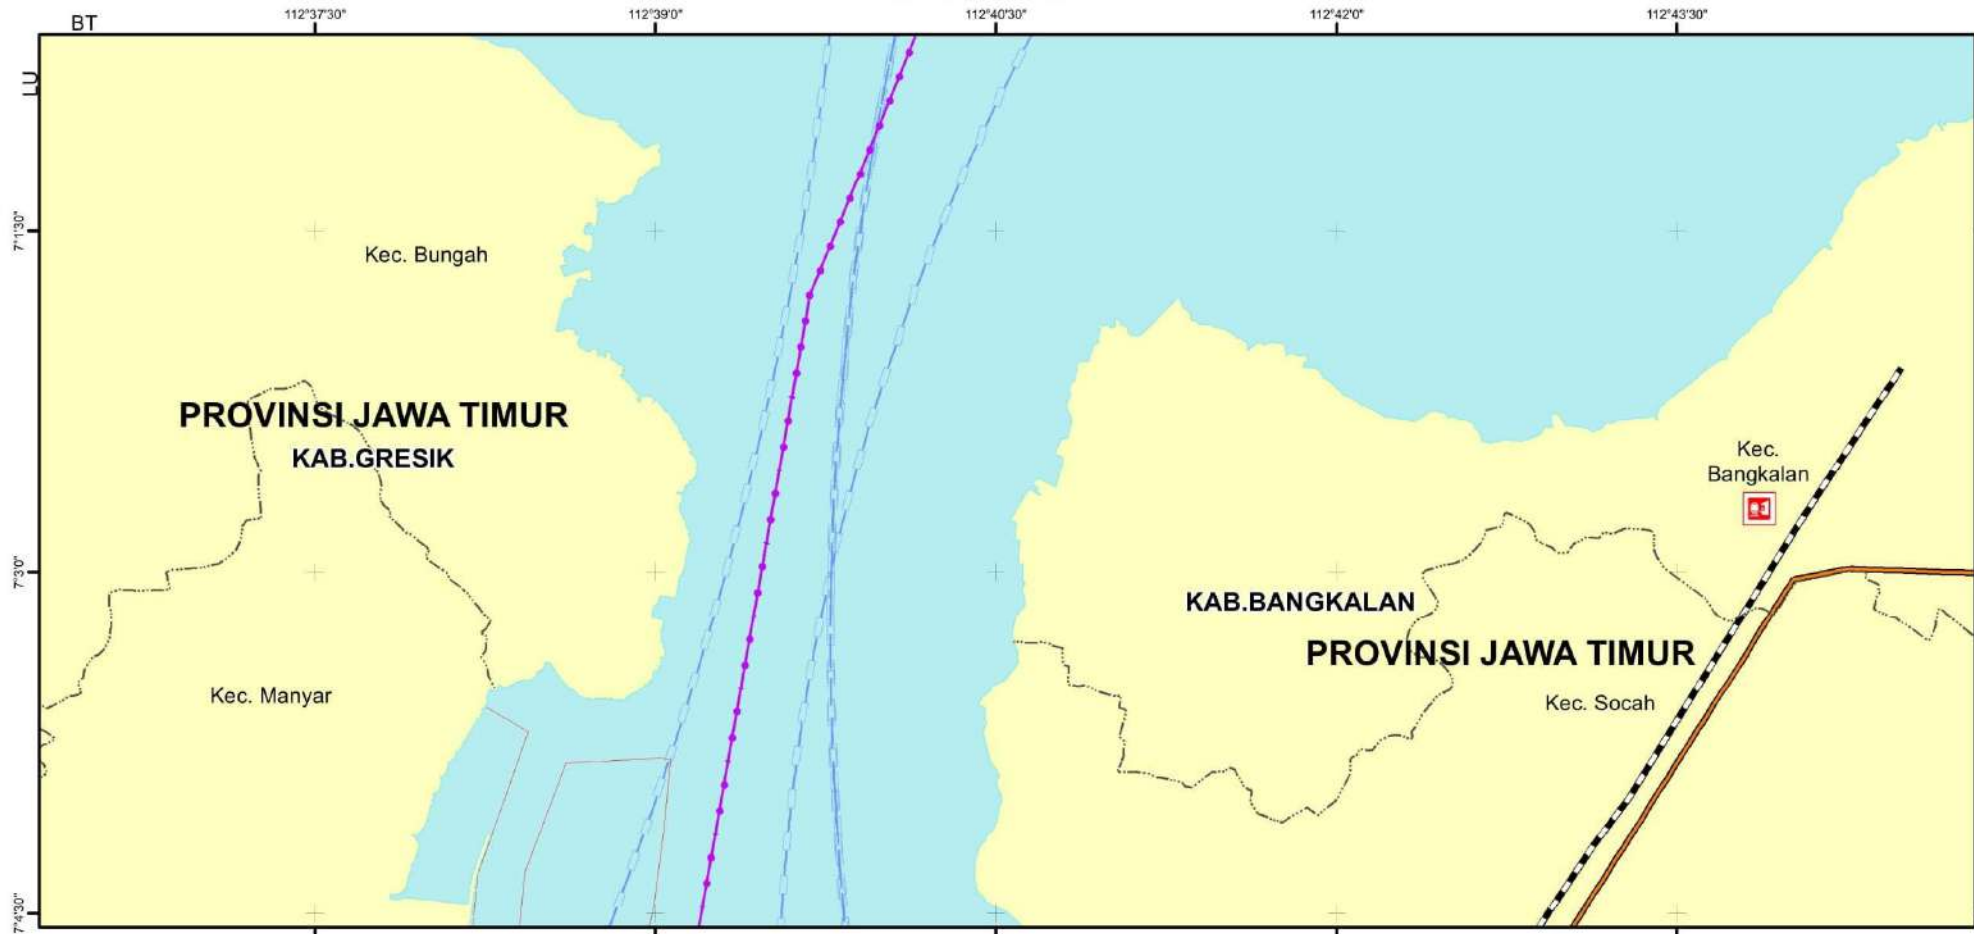 112°37'30"
112°39'0"
112°40'30"
112°42'0"
112°43'30"
BT
LU
7°1'30"
Kec. Bungah
PROVINSI JAWA TIMUR
KAB.GRESIK
Kec.
Bangkalan
7°3'0"
KAB.BANGKALAN
PROVINSI JAWA TIMUR
Kec. Manyar
Kec. Socah
7°4'30"